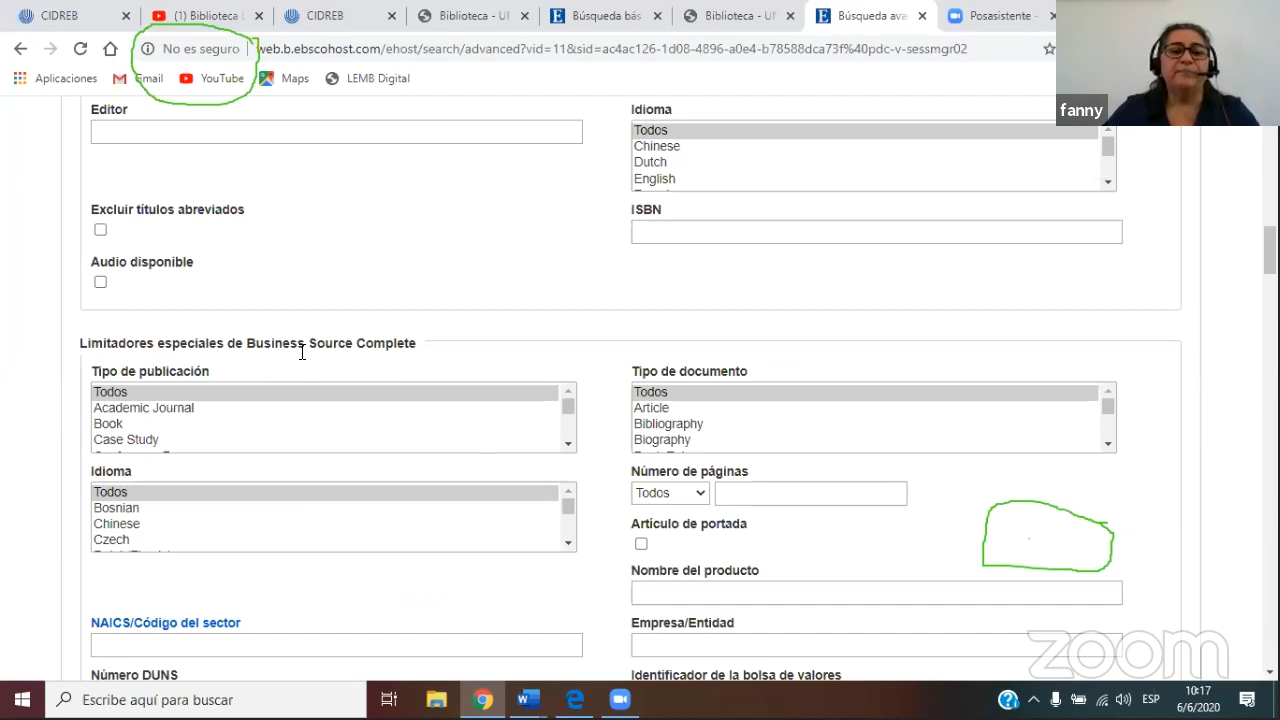 CIDREB
(1) Biblioteca L
CIDREB
Biblioteca - Ul
Búsqueda bás
Biblioteca - Ul
Búsqueda ava
Posasistente -
No es seguro
web.b.ebscohost.com/ehost/search/advanced?vid=11&sid=ac4ac126-1d08-4896-a0e4-b78588dca73f%40pdc-v-sessmgr02
Aplicaciones
Gmail
YouTube
Maps
LEMB Digital
fanny
Editor
Idioma
Todos
Chinese
Dutch
English
Excluir títulos abreviados
ISBN
Audio disponible
Limitadores especiales de Business Source Complete
Tipo de publicación
Todos
Academic Journal
Book
Case Study
Tipo de documento
Todos
Article
Bibliography
Biography
Idioma
Todos
Bosnian
Chinese
Czech
Número de páginas
Todos
Artículo de portada
Nombre del producto
NAICS/Código del sector
Empresa/Entidad
Número DUNS
Identificador de la bolsa de valores
zoom
Escribe aquí para buscar
ESP
10:17
6/6/2020